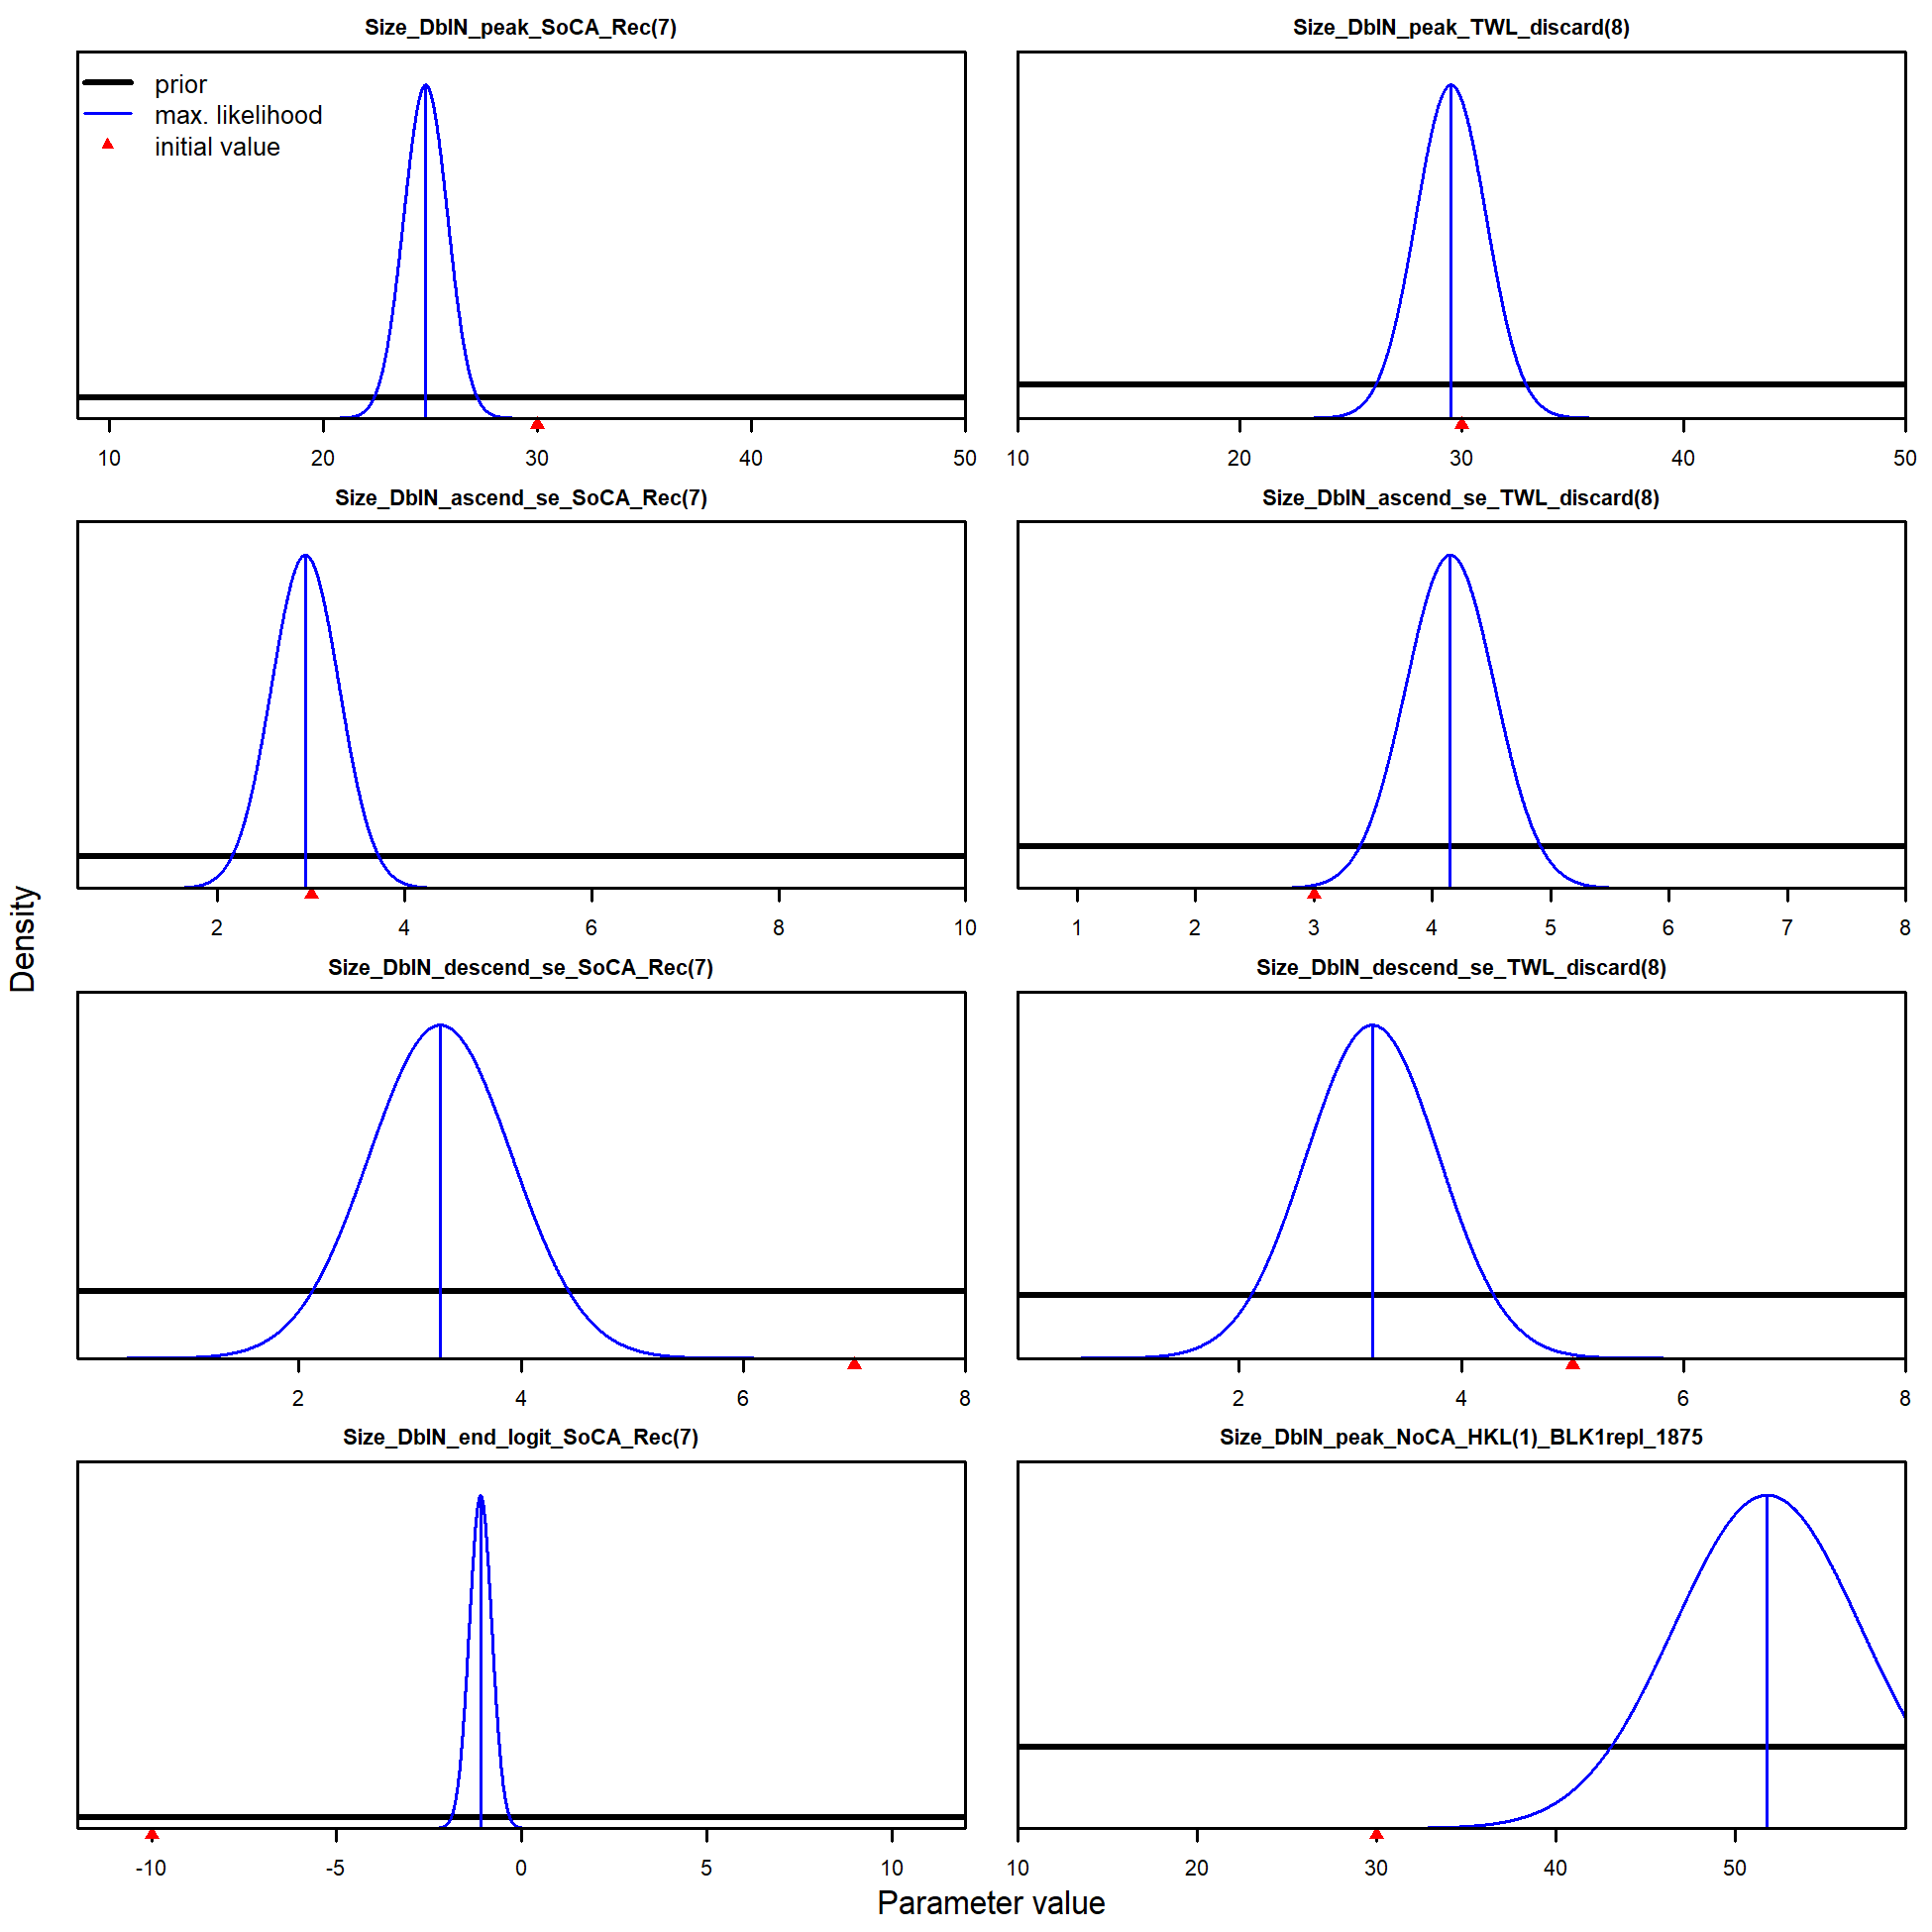 Size_DblN_peak_SoCA_Rec(7)
prior
max. likelihood
initial value
10 20 30 40 50
Size_DblN_peak_TWL_discard(8)
10 20 30 40 50
Size_DblN_ascend_se_SoCA_Rec(7)
2 4 6 8 10
Size_DblN_ascend_se_TWL_discard(8)
1 2 3 4 5 6 7 8
Size_DblN_descend_se_SoCA_Rec(7)
2 4 6 8
Size_DblN_descend_se_TWL_discard(8)
2 4 6 8
Size_DblN_end_logit_SoCA_Rec(7)
-10 -5 0 5 10
Size_DblN_peak_NoCA_HKL(1)_BLK1repl_1875
10 20 30 40 50
Density
Parameter value